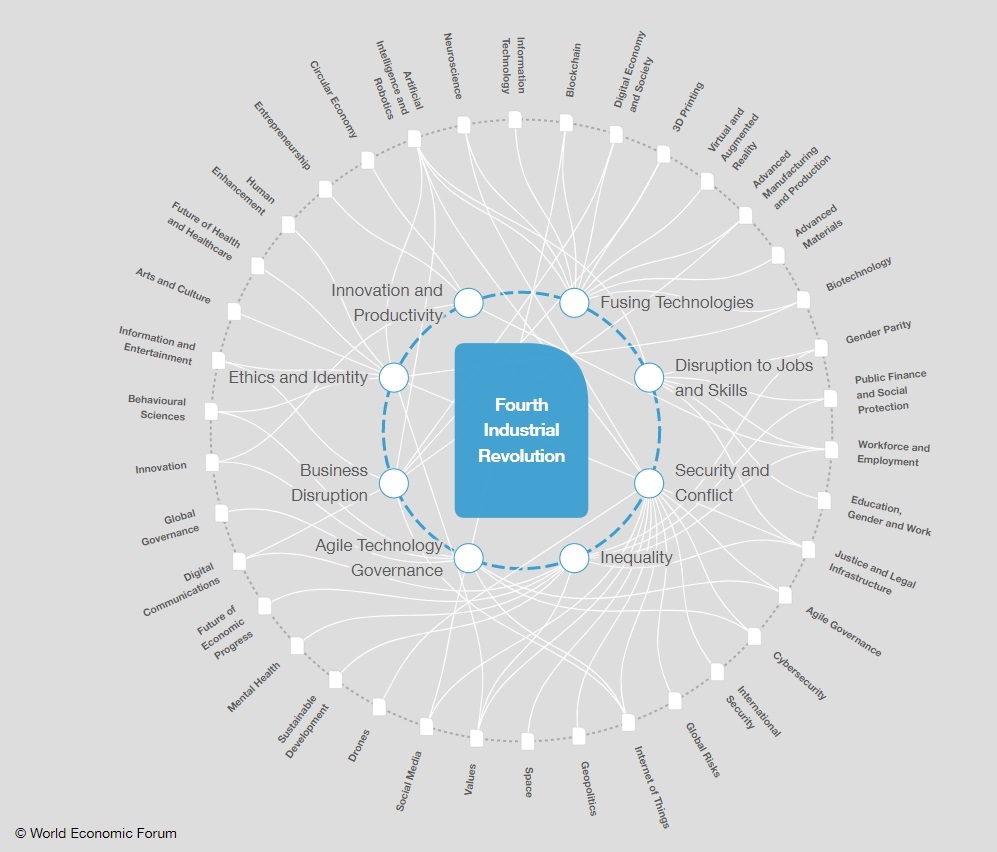 Fourth
Industrial
Revolution
Innovation and
Productivity
Fusing Technologies
Disruption to Jobs
and Skills
Security and
Conflict
Inequality
Agile Technology
Governance
Business
Disruption
Ethics and Identity
Information
Technology
Blockchain
Digital Economy
and Society
3D Printing
Virtual and
Augmented
Reality
Advanced
Manufacturing
and Production
Advanced
Materials
Biotechnology
Gender Parity
Public Finance
and Social
Protection
Workforce and
Employment
Education,
Gender and Work
Justice and Legal
Infrastructure
Agile Governance
Cybersecurity
International
Security
Global Risks
Internet of Things
Geopolitics
Space
Values
Social Media
Drones
Sustainable
Development
Mental Health
Future of
Economic
Progress
Digital
Communications
Global
Governance
Innovation
Behavioural
Sciences
Information and
Entertainment
Arts and Culture
Future of Health
and Healthcare
Human
Enhancement
Entrepreneurship
Circular Economy
Artificial
Intelligence and
Robotics
Neuroscience
© World Economic Forum